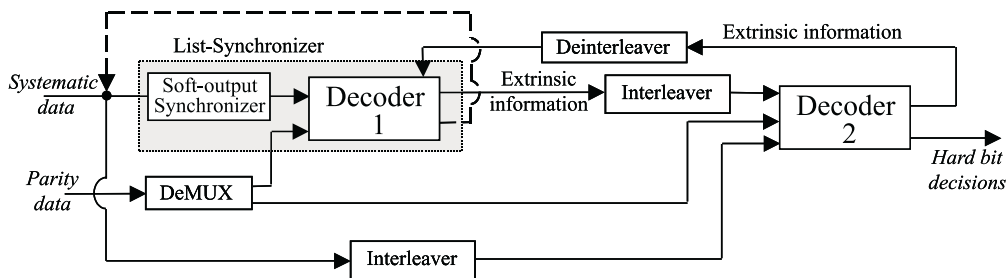 List-Synchronizer
Deinterleaver
Extrinsic information
Systematic
data
Soft-output
Synchronizer
Decoder
1
Extrinsic
information
Interleaver
Decoder
2
Hard bit
decisions
Parity
data
DeMUX
Interleaver